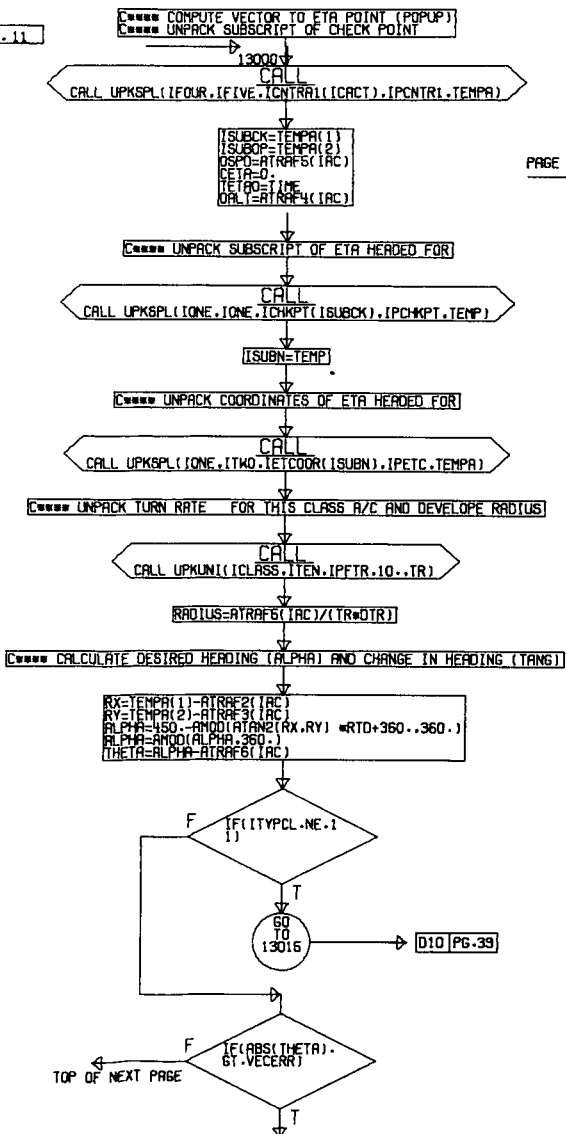 C**** COMPUTE VECTOR TO ETA POINT (POPUP)
C**** UNPACK SUBSCRIPT OF CHECK POINT
.11
13000
CALL
CALL UPKSPL(IFOUR.IFIVE.ICNTRA1(ICACT).IPCNTR1.TEMPA)
ISUBCK=TEMPA(1)
ISUBOP=TEMPA(2)
OSPD=ATRAF5(IAC)
CETA=0.
TETAO=TIME
OALT=ATRAF4(IAC)
PAGE
C**** UNPACK SUBSCRIPT OF ETA HEADED FOR
CALL
CALL UPKSPL(IONE.IONE.ICHKPT(ISUBCK).IPCHKPT.TEMP)
ISUBN=TEMP
C**** UNPACK COORDINATES OF ETA HEADED FOR
CALL
CALL UPKSPL(IONE.ITWO.IETCOOR(ISUBN).IPETC.TEMPA)
C**** UNPACK TURN RATE FOR THIS CLASS A/C AND DEVELOPE RADIUS
CALL
CALL UPKUNI(ICLASS.ITEN.IPFTR.10..TR)
RADIUS=ATRAF5(IAC)/(TR*DTR)
C**** CALCULATE DESIRED HEADING (ALPHA) AND CHANGE IN HEADING (TANG)
RX=TEMPA(1)-ATRAF2(IAC)
RY=TEMPA(2)-ATRAF3(IAC)
ALPHA=450.-AMOD(ATAN2(RX.RY) *RTD+360..360.)
ALPHA=AMOD(ALPHA.360.)
THETA=ALPHA-ATRAF6(IAC)
F
IF(ITYPCL.NE.1
1)
T
GO
TO
13015
D10 PG.39
F
IF(ABS(THETA).
GT.VECERR)
TOP OF NEXT PAGE
T